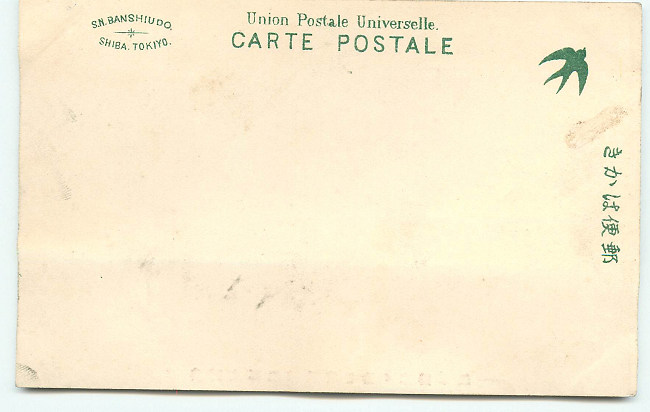 S.N. BANSHIUDO.
SHIBA. TOKIYO.
Union Postale Universelle.
CARTE POSTALE
郵便はかき